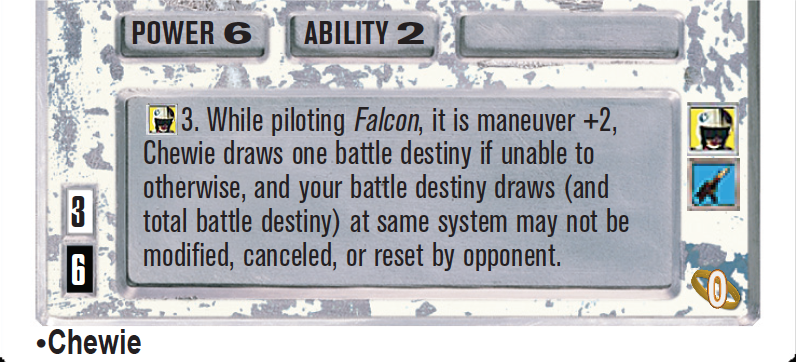 POWER 6 ABILITY 2
3. While piloting Falcon, it is maneuver +2,
Chewie draws one battle destiny if unable to
otherwise, and your battle destiny draws (and
total battle destiny) at same system may not be
modified, canceled, or reset by opponent.
3
6
0
•Chewie